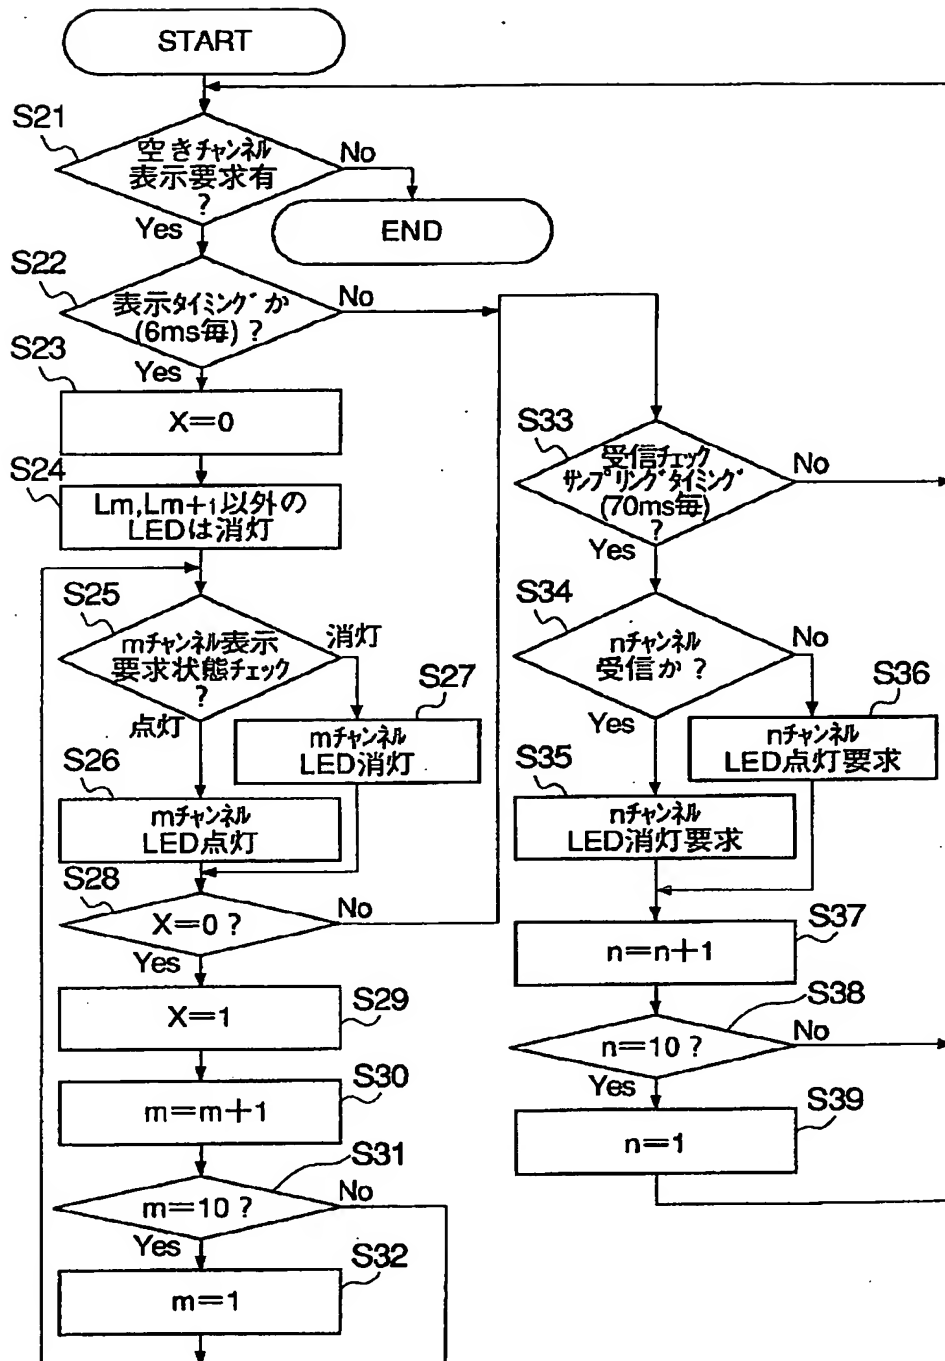 START
S21
空きチャンネル
表示要求有
?
No
Yes
END
S22
表示タイミングか
(6ms毎)?
No
Yes
S23
X=0
S24
Lm,Lm+1以外の
LEDは消灯
S25
mチャンネル表示
要求状態チェック
?
消灯
点灯
S27
mチャンネル
LED消灯
S26
mチャンネル
LED点灯
S28
X=0?
No
Yes
X=1
S29
m=m+1
S30
S31
m=10?
No
Yes
S32
m=1
S33
受信チェック
サンプリングタイミング
(70ms毎)
?
No
Yes
S34
nチャンネル
受信か?
No
Yes
S36
nチャンネル
LED点灯要求
S35
nチャンネル
LED消灯要求
S37
n=n+1
S38
n=10?
No
Yes
S39
n=1